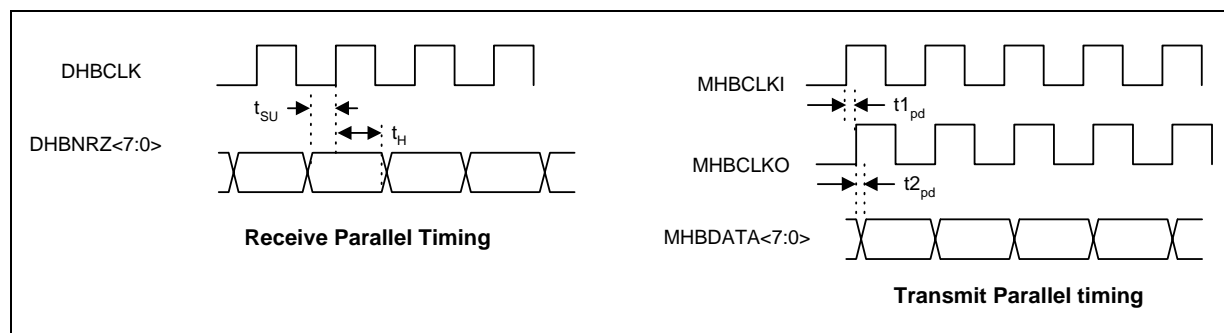 DHBCLK
tSU
tH
DHBNRZ<7:0>
Receive Parallel Timing
MHBCLKI
t1pd
MHBCLKO
t2pd
MHBDATA<7:0>
Transmit Parallel timing